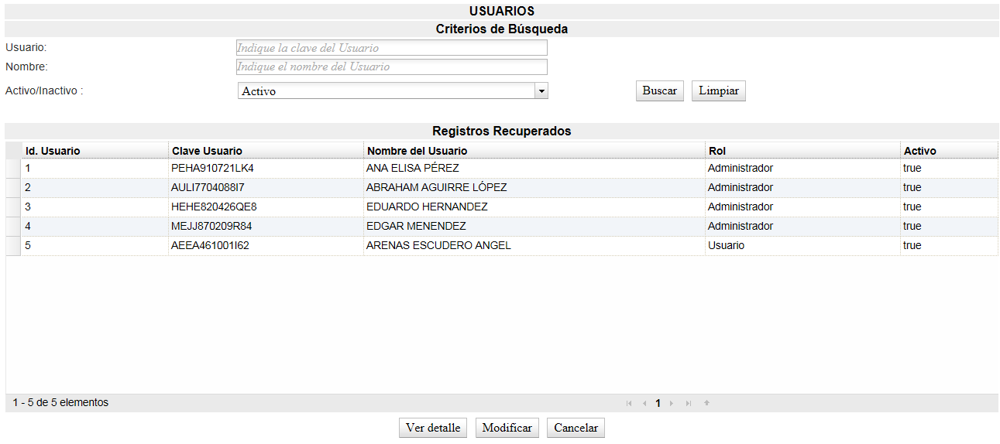 USUARIOS
Criterios de Búsqueda
Usuario: Indique la clave del Usuario
Nombre: Indique el nombre del Usuario
Activo/Inactivo : Activo Buscar Limpiar
Registros Recuperados
Id. Usuario Clave Usuario Nombre del Usuario Rol Activo
1 PEHA910721LK4 ANA ELISA PÉREZ Administrador true
2 AULI7704088I7 ABRAHAM AGUIRRE LÓPEZ Administrador true
3 HEHE820426QE8 EDUARDO HERNANDEZ Administrador true
4 MEJJ870209R84 EDGAR MENENDEZ Administrador true
5 AEEA461001I62 ARENAS ESCUDERO ANGEL Usuario true
1 - 5 de 5 elementos 1
Ver detalle Modificar Cancelar